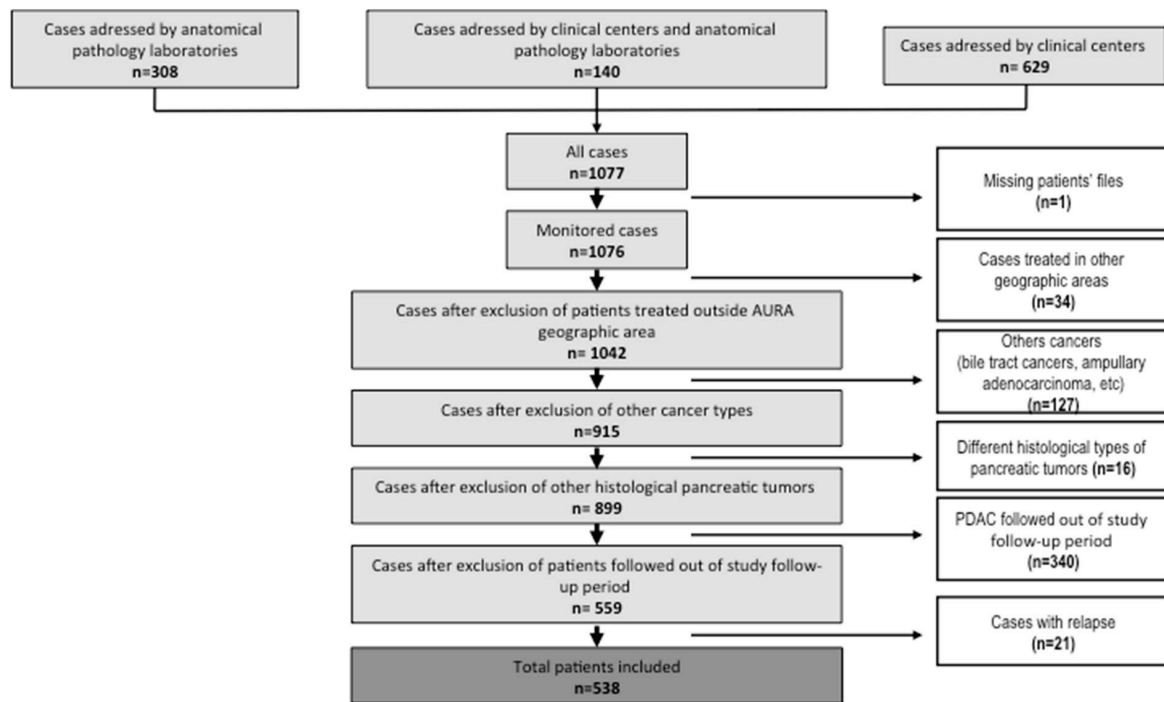 Cases adressed by anatomical
pathology laboratories
n=308
Cases adressed by clinical centers and anatomical
pathology laboratories
n=140
Cases adressed by clinical centers
n= 629
All cases
n=1077
Missing patients' files
(n=1)
Monitored cases
n=1076
Cases treated in other
geographic areas
(n=34)
Cases after exclusion of patients treated outside AURA
geographic area
n= 1042
Others cancers
(bile tract cancers, ampullary
adenocarcinoma, etc)
(n=127)
Cases after exclusion of other cancer types
n=915
Different histological types of
pancreatic tumors (n=16)
Cases after exclusion of other histological pancreatic tumors
n= 899
PDAC followed out of study
follow-up period
(n=340)
Cases after exclusion of patients followed out of study follow-
up period
n= 559
Cases with relapse
(n=21)
Total patients included
n=538